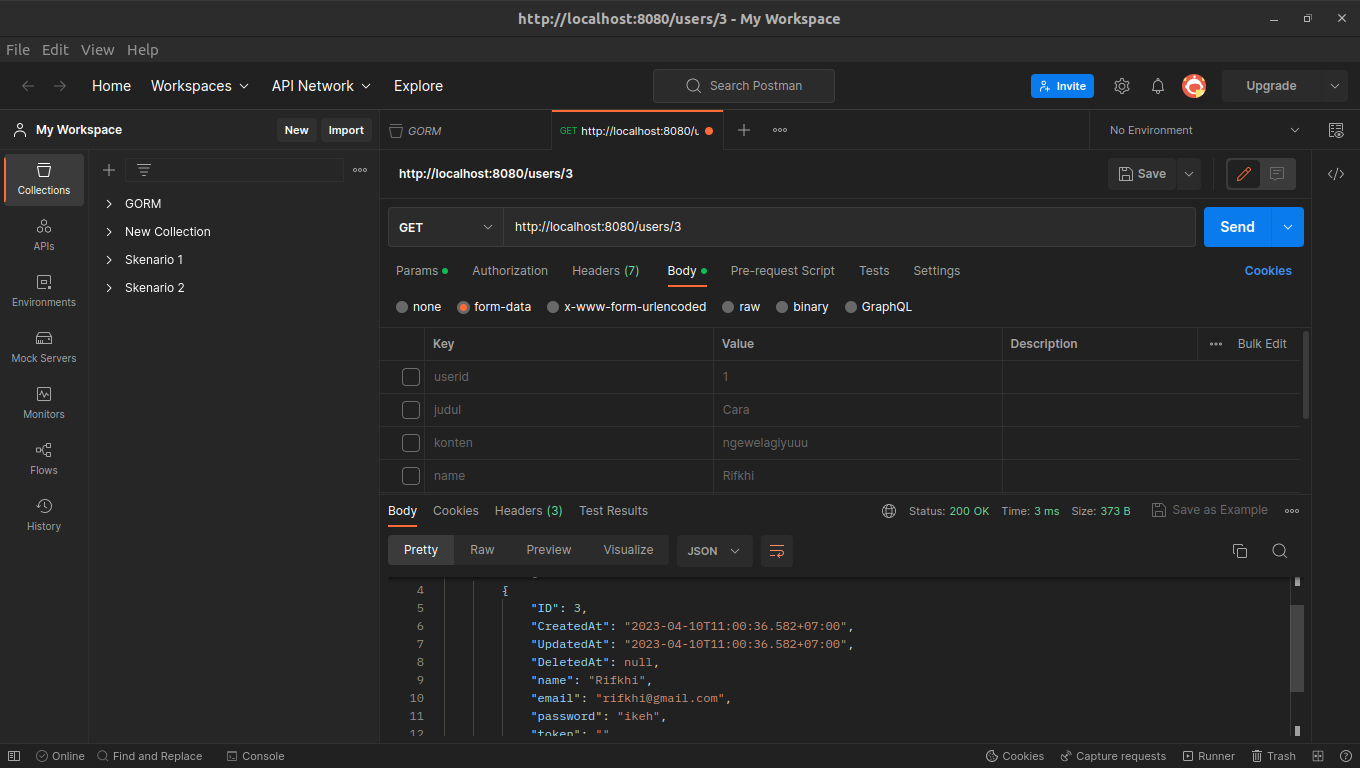 http://localhost:8080/users/3 - My Workspace
File Edit View Help
Home Workspaces API Network Explore
Search Postman
Invite
Upgrade
My Workspace
New Import
GORM
GET http://localhost:8080/u
No Environment
Collections
APIs
Environments
Mock Servers
Monitors
Flows
History
GORM
New Collection
Skenario 1
Skenario 2
http://localhost:8080/users/3
Save
</>
GET http://localhost:8080/users/3
Send
Params Authorization Headers (7) Body Pre-request Script Tests Settings Cookies
none form-data x-www-form-urlencoded raw binary GraphQL
Key Value Description Bulk Edit
userid 1
judul Cara
konten ngewelagiyuuu
name Rifkhi
Body Cookies Headers (3) Test Results
Status: 200 OK Time: 3 ms Size: 373 B Save as Example
Pretty Raw Preview Visualize JSON
4 {
5 "ID": 3,
6 "CreatedAt": "2023-04-10T11:00:36.582+07:00",
7 "UpdatedAt": "2023-04-10T11:00:36.582+07:00",
8 "DeletedAt": null,
9 "name": "Rifkhi",
10 "email": "rifkhi@gmail.com",
11 "password": "ikeh",
12 "token": ""
Online Find and Replace Console
Cookies Capture requests Runner Trash